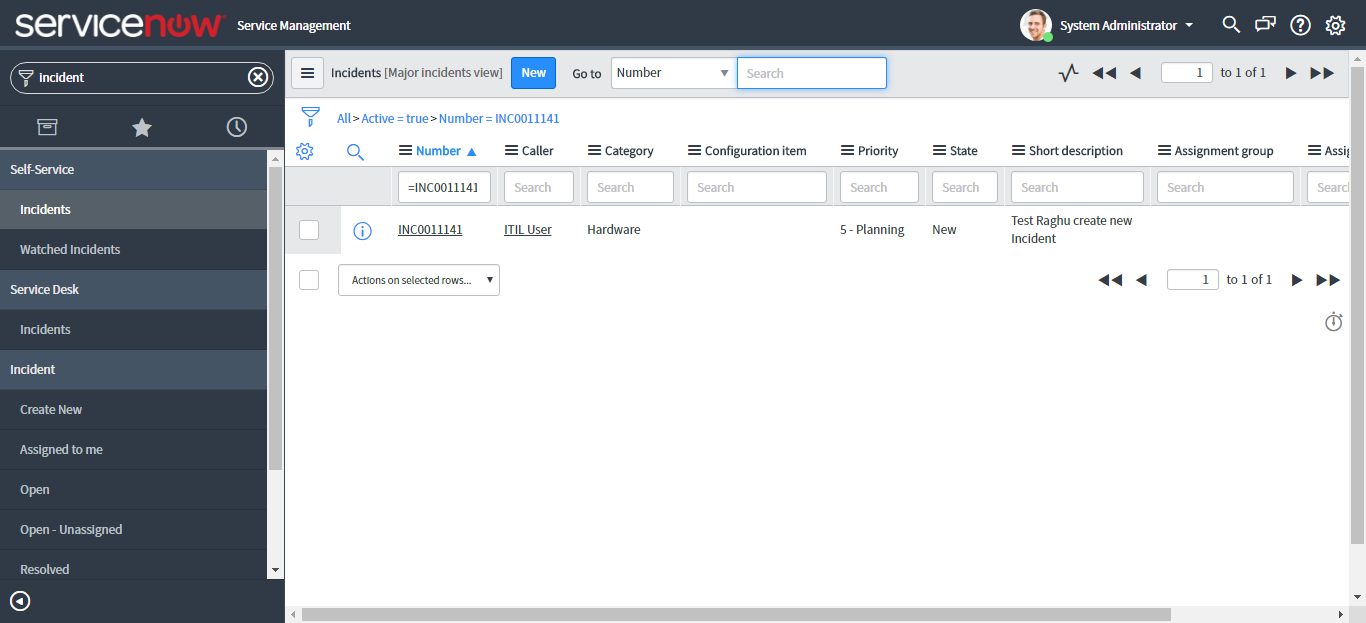 servicenow Service Management
System Administrator
incident
Incidents [Major incidents view] New Go to Number Search
1 to 1 of 1
Self-Service
Incidents
Watched Incidents
Service Desk
Incidents
Incident
Create New
Assigned to me
Open
Open - Unassigned
Resolved
All > Active = true > Number = INC0011141
Number Caller Category Configuration item Priority State Short description Assignment group Assig
=INC0011141 Search Search Search Search Search Search Search Search
INC0011141 ITIL User Hardware 5 - Planning New Test Raghu create new
Incident
Actions on selected rows... 1 to 1 of 1